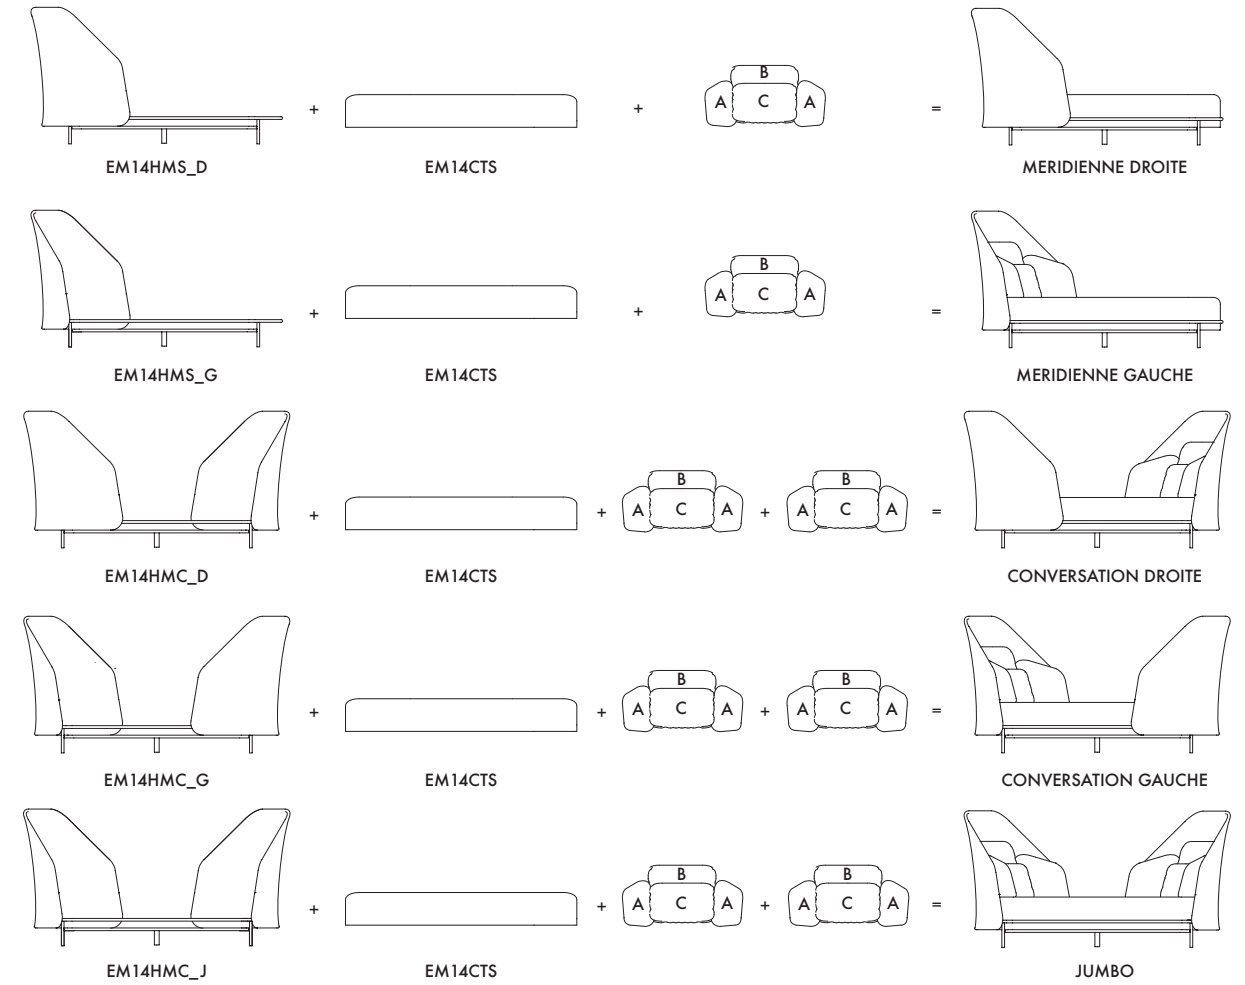 B
A C A
+ + =
EM14HMS_D EM14CTS MERIDIENNE DROITE
B
A C A
+ + =
EM14HMS_G EM14CTS MERIDIENNE GAUCHE
B B
A C A A C A
+ + + =
EM14HMC_D EM14CTS CONVERSATION DROITE
B B
A C A A C A
+ + + =
EM14HMC_G EM14CTS CONVERSATION GAUCHE
B B
A C A A C A
+ + + =
EM14HMC_J EM14CTS JUMBO